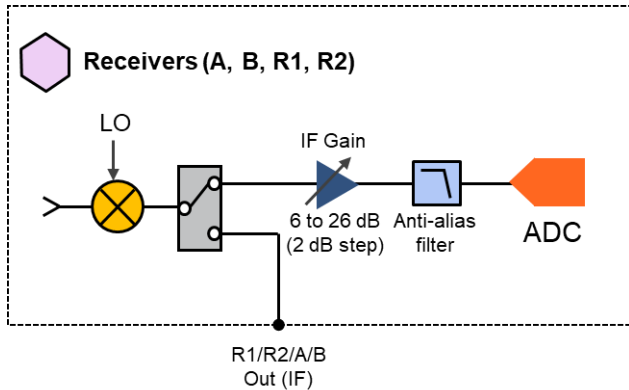 Receivers (A, B, R1, R2)
LO
IF Gain
6 to 26 dB
(2 dB step)
Anti-alias
filter
ADC
R1/R2/A/B
Out (IF)